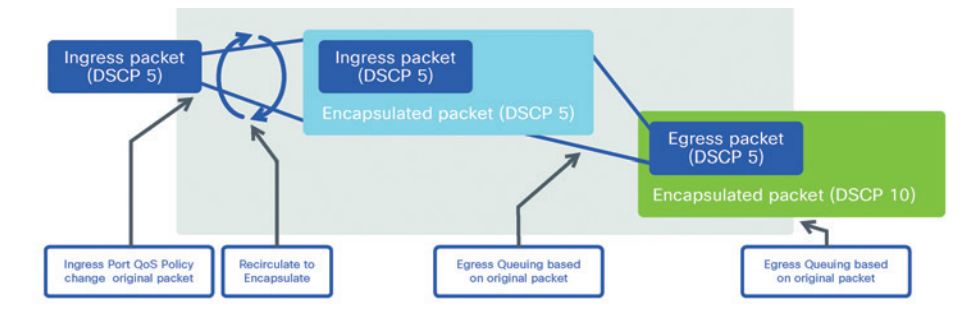 Ingress packet
(DSCP 5)
Ingress packet
(DSCP 5)
Encapsulated packet (DSCP 5)
Egress packet
(DSCP 5)
Encapsulated packet (DSCP 10)
Ingress Port QoS Policy
change original packet
Recirculate to
Encapsulate
Egress Queuing based
on original packet
Egress Queuing based
on original packet